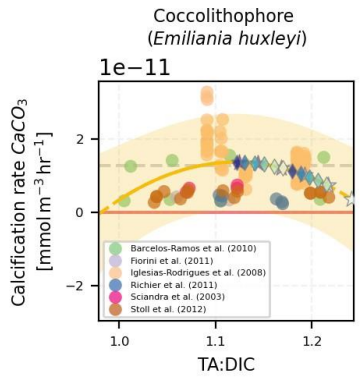 Coccolithophore
(Emiliania huxleyi)
1e−11
Calcification rate CaCO₃
[mmol m⁻³ hr⁻¹]
2
0
−2
Barcelos-Ramos et al. (2010)
Fiorini et al. (2011)
Iglesias-Rodrigues et al. (2008)
Richier et al. (2011)
Sciandra et al. (2003)
Stoll et al. (2012)
1.0
1.1
1.2
TA:DIC